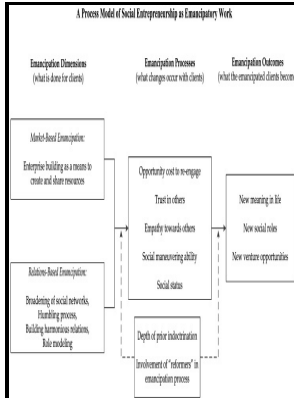 A Process Model of Social Entrepreneurship as Emancipatory Work
Emancipation Dimensions
(what is done for clients)
Emancipation Processes
(what changes occur with clients)
Emancipation Outcomes
(what the emancipated clients become
Market-Based Emancipation:
Enterprise building as a means to
create and share resources
Relations-Based Emancipation:
Broadening of social networks,
Humbling process,
Building harmonious relations,
Role modeling
Opportunity cost to re-engage
Trust in others
Empathy towards others
Social maneuvering ability
Social status
Depth of prior indoctrination
Involvement of "reformers" in
emancipation process
New meaning in life
New social roles
New venture opportunities